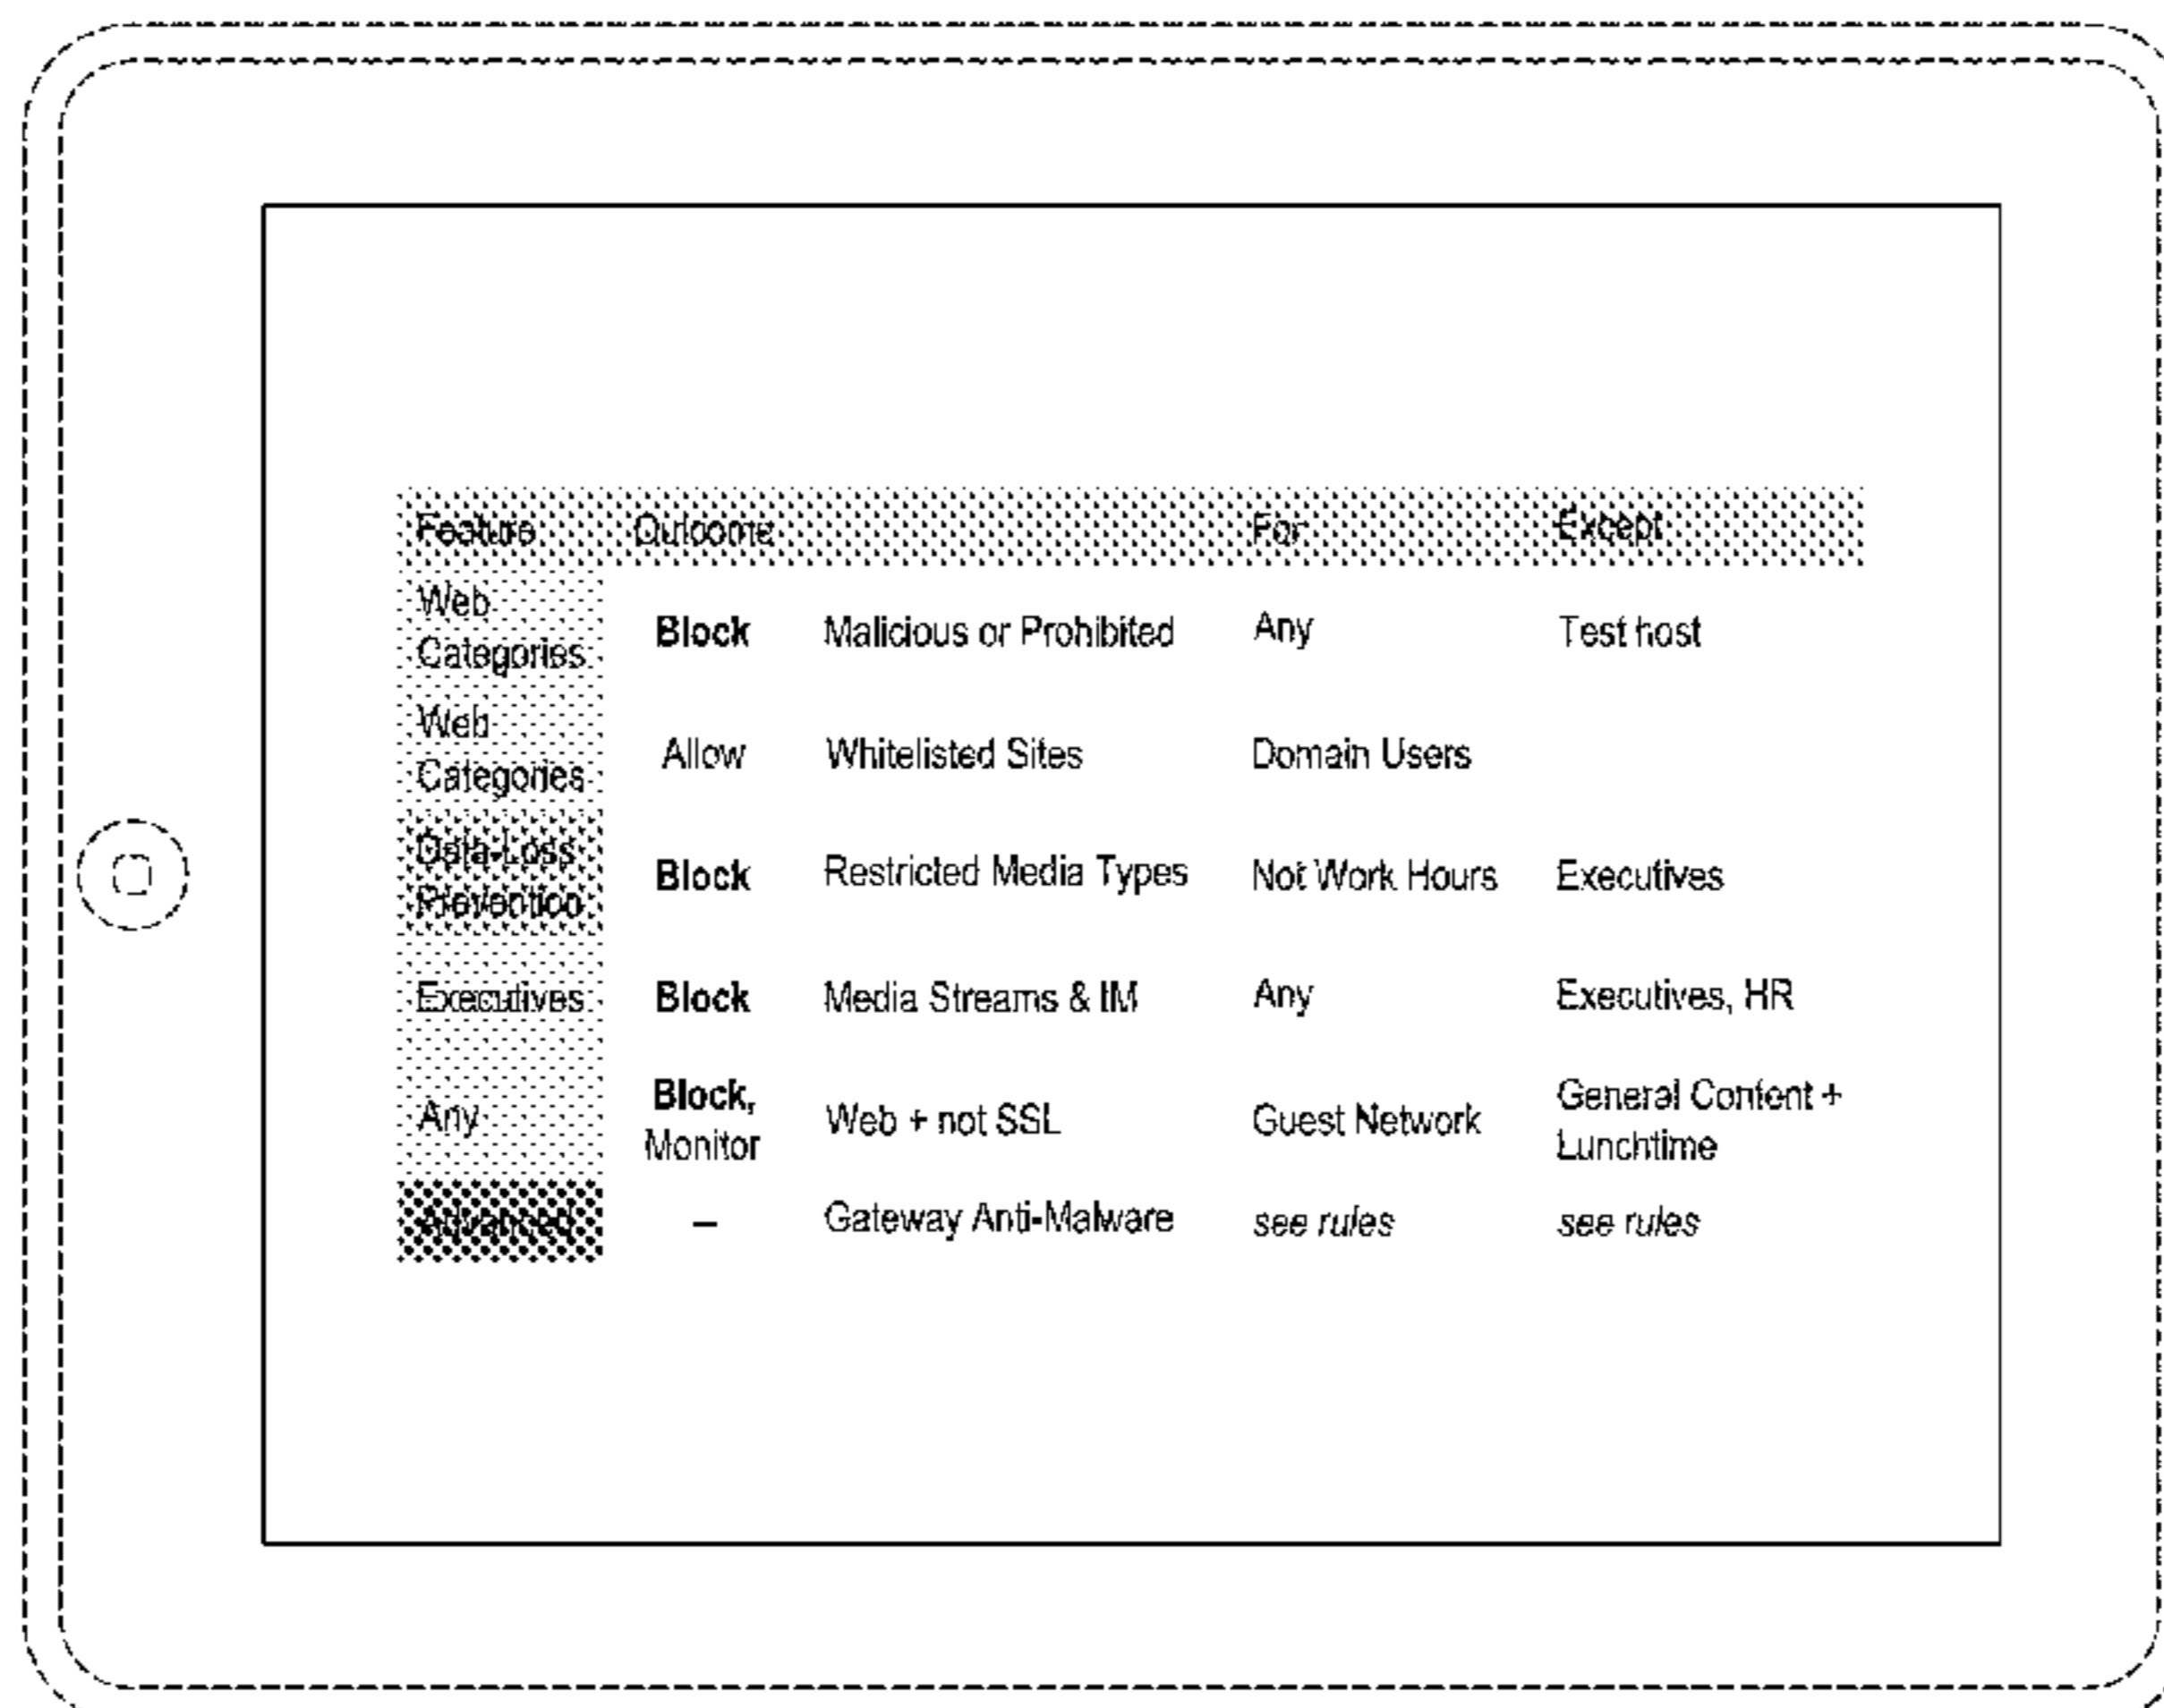 Feature Outcome For Except
Web
Categories
Block Malicious or Prohibited Any Test host
Web
Categories
Allow Whitelisted Sites Domain Users
Data-Loss
Prevention
Block Restricted Media Types Not Work Hours Executives
Executives Block Media Streams & IM Any Executives, HR
Any
Block,
Monitor
Web + not SSL Guest Network
General Content +
Lunchtime
Advanced – Gateway Anti-Malware see rules see rules